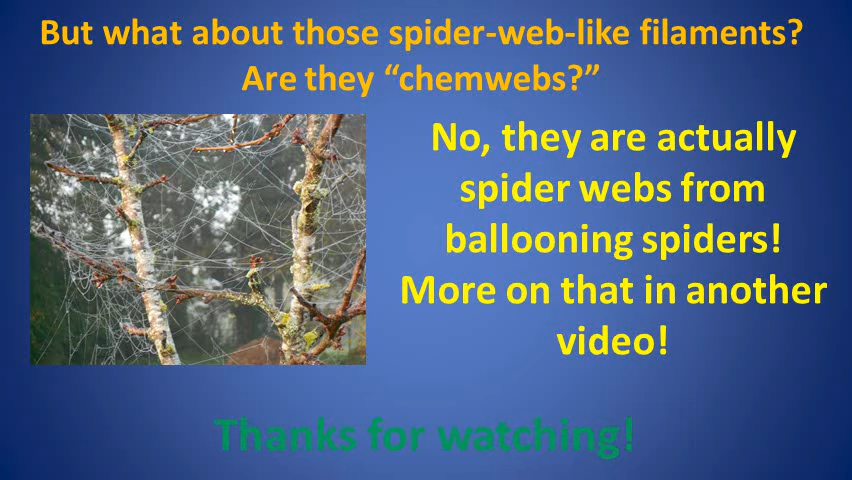 But what about those spider-web-like filaments?
Are they “chemwebs?”
No, they are actually
spider webs from
ballooning spiders!
More on that in another
video!
Thanks for watching!